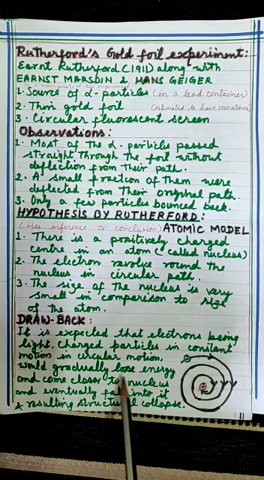 Rutherford's Gold foil experiment:
Earnt Rutherford (1911) along with
EARNST MARSDIN & HANS GEIGER
1. Source of α-particles (in a lead container)
2. Thin gold foil
3. Circular fluorescent screen
Observations:
1. Most of the α-particles passed
straight through the foil without
deflection from their path.
2. A small fraction of them were
deflected from their original path.
3. Only a few particles bounced back.
HYPOTHESIS BY RUTHERFORD:
(Also inference or conclusion) ATOMIC MODEL
1. There is a positively charged
centre in an atom (called nucleus)
2. The electron revolve round the
nucleus in circular path.
3. The size of the nucleus is very
small in comparison to size
of the atom.
DRAW-BACK:
It is expected that electrons being
light, charged particles in constant
motion in circular motion.
would gradually lose energy
and come closer to nucleus
and eventually fall into it
& resulting structural collapse.